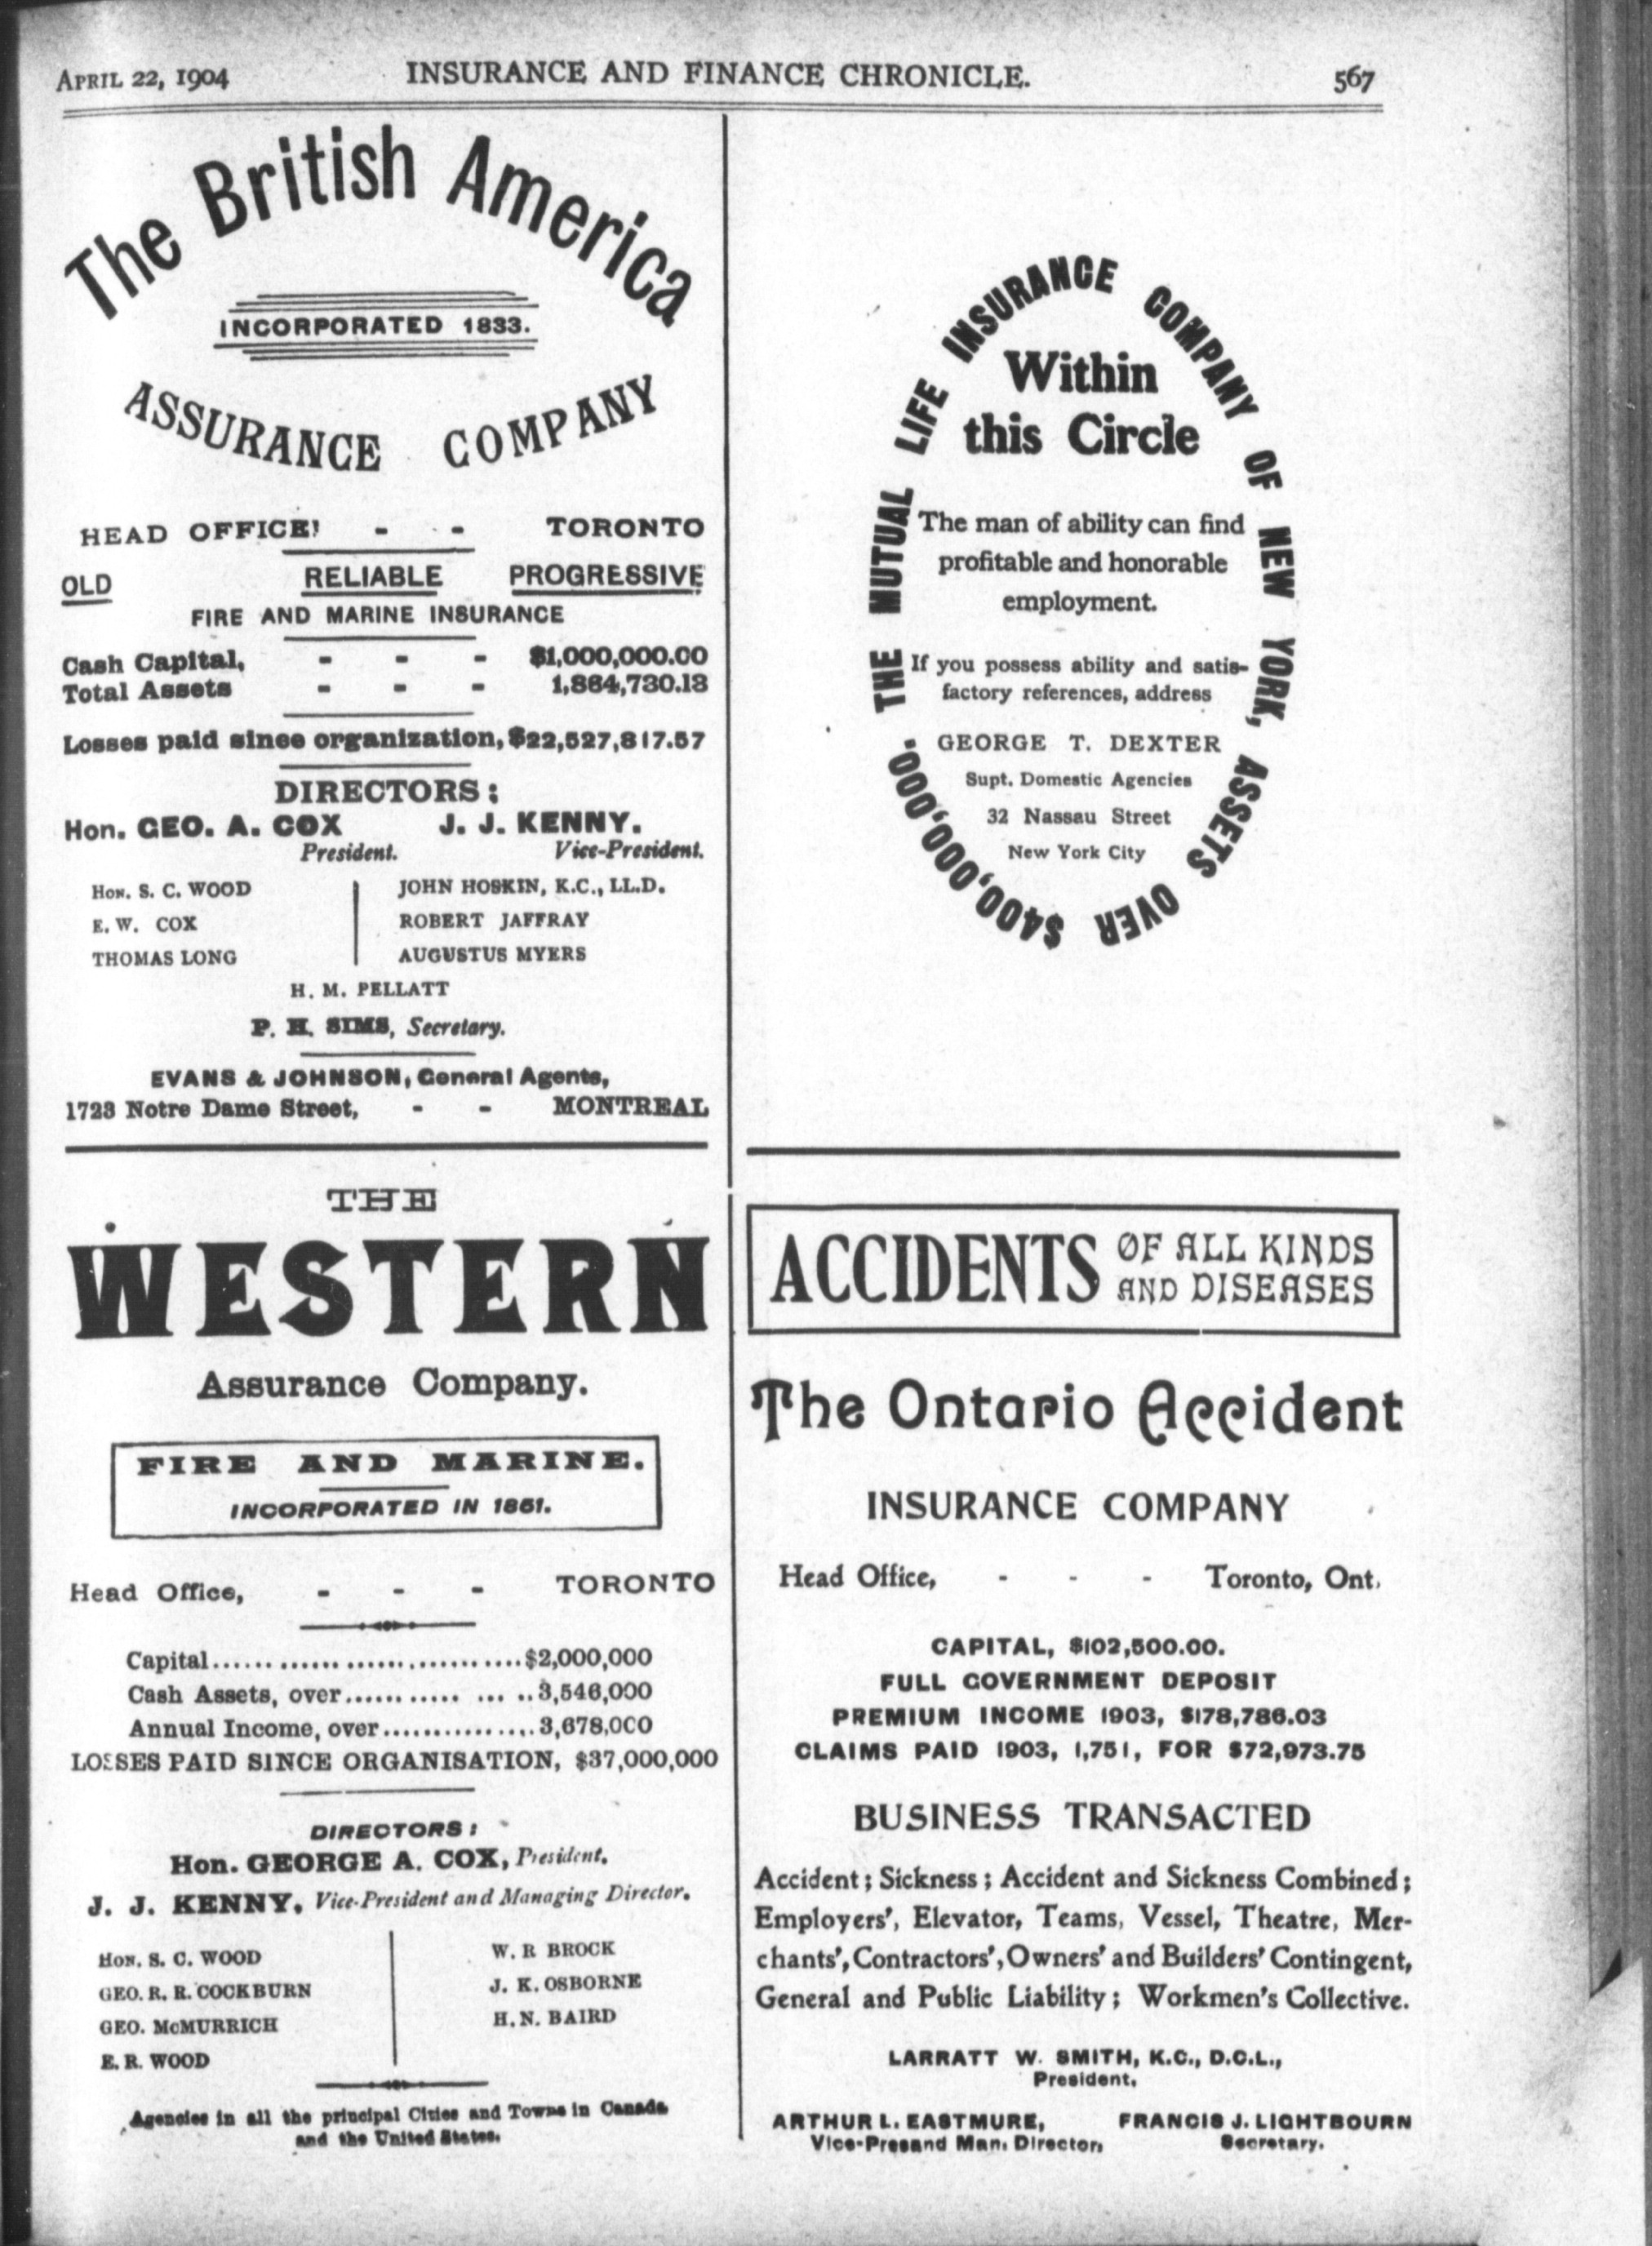 APRIL 22, 1904 INSURANCE AND FINANCE CHRONICLE. 567
The British America
INCORPORATED 1833.
ASSURANCE COMPANY
HEAD OFFICE! - - TORONTO
OLD RELIABLE PROGRESSIVE
FIRE AND MARINE INSURANCE
Cash Capital, - - - $1,000,000.00
Total Assets - - - 1,864,730.13
Losses paid since organization, $22,527,817.57
DIRECTORS:
Hon. GEO. A. COX J. J. KENNY.
President. Vice-President.
HON. S. C. WOOD JOHN HOSKIN, K.C., LL.D.
E. W. COX ROBERT JAFFRAY
THOMAS LONG AUGUSTUS MYERS
H. M. PELLATT
P. H. SIMS, Secretary.
EVANS & JOHNSON, General Agents,
1723 Notre Dame Street, - - MONTREAL
THE
WESTERN
Assurance Company.
FIRE AND MARINE.
INCORPORATED IN 1851.
Head Office, - - - TORONTO
Capital.................................$2,000,000
Cash Assets, over................3,546,000
Annual Income, over................3,678,000
LOSSES PAID SINCE ORGANISATION, $37,000,000
DIRECTORS:
Hon. GEORGE A. COX, President.
J. J. KENNY, Vice-President and Managing Director.
HON. S. C. WOOD W. R BROCK
GEO. R. R. COCKBURN J. K. OSBORNE
GEO. McMURRICH H. N. BAIRD
E. R. WOOD
Agencies in all the principal Cities and Towns in Canada
and the United States.
THE MUTUAL LIFE INSURANCE COMPANY OF NEW YORK, ASSETS OVER $400,000,000.
Within
this Circle
The man of ability can find
profitable and honorable
employment.
If you possess ability and satis-
factory references, address
GEORGE T. DEXTER
Supt. Domestic Agencies
32 Nassau Street
New York City
ACCIDENTS OF ALL KINDS
AND DISEASES
The Ontario Accident
INSURANCE COMPANY
Head Office, - - - Toronto, Ont.
CAPITAL, $102,500.00.
FULL GOVERNMENT DEPOSIT
PREMIUM INCOME 1903, $178,786.03
CLAIMS PAID 1903, 1,751, FOR $72,973.75
BUSINESS TRANSACTED
Accident; Sickness; Accident and Sickness Combined;
Employers', Elevator, Teams, Vessel, Theatre, Mer-
chants', Contractors', Owners' and Builders' Contingent,
General and Public Liability; Workmen's Collective.
LARRATT W. SMITH, K.C., D.C.L.,
President.
ARTHUR L. EASTMURE, FRANCIS J. LIGHTBOURN
Vice-Presand Man. Director, Secretary.